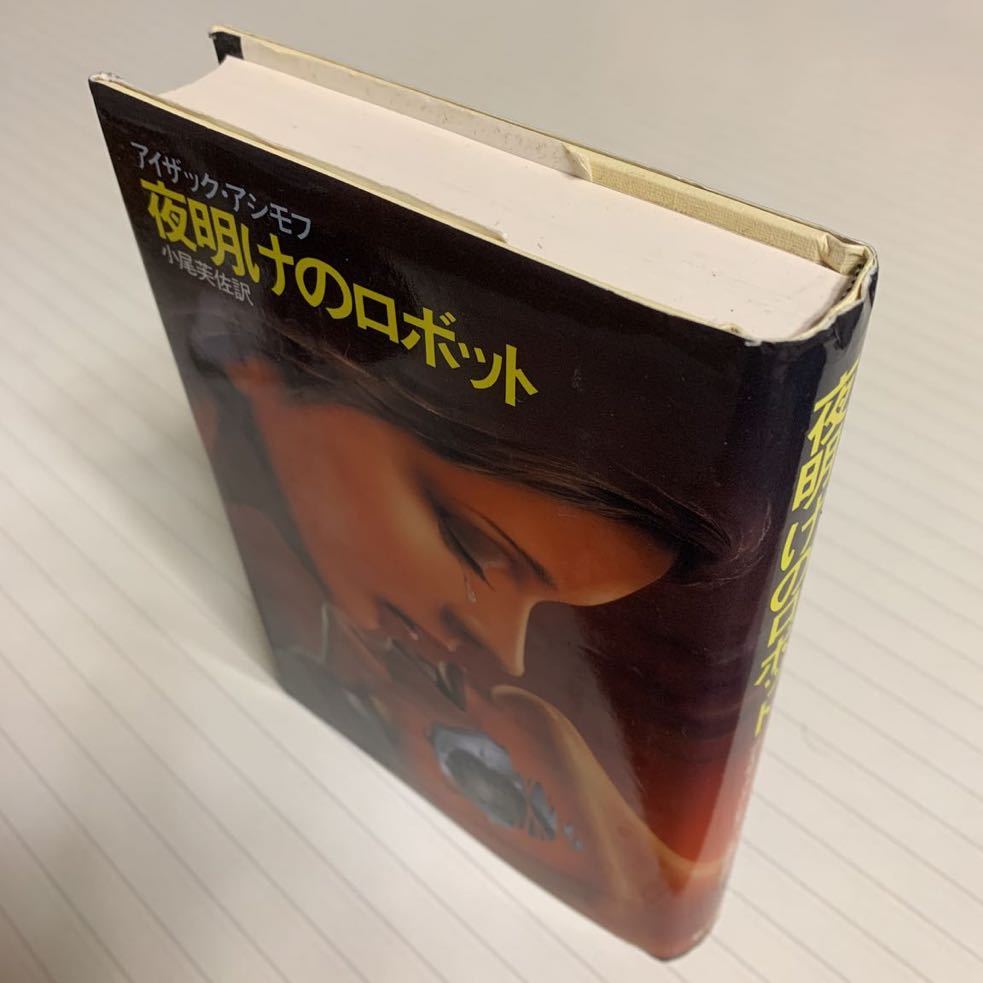 アイザック・アシモフ
夜明けのロボット
小尾芙佐訳
夜明けのロボット